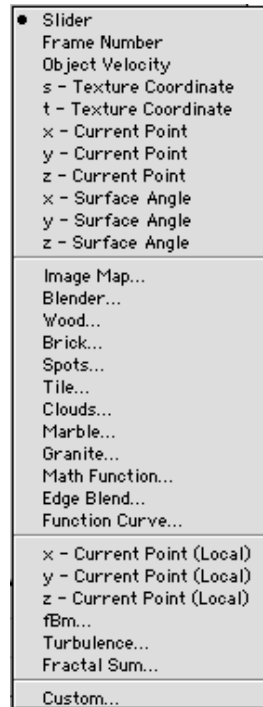 Slider
Frame Number
Object Velocity
s - Texture Coordinate
t - Texture Coordinate
x - Current Point
y - Current Point
z - Current Point
x - Surface Angle
y - Surface Angle
z - Surface Angle
Image Map...
Blender...
Wood...
Brick...
Spots...
Tile...
Clouds...
Marble...
Granite...
Math Function...
Edge Blend...
Function Curve...
x - Current Point (Local)
y - Current Point (Local)
z - Current Point (Local)
fBm...
Turbulence...
Fractal Sum...
Custom...